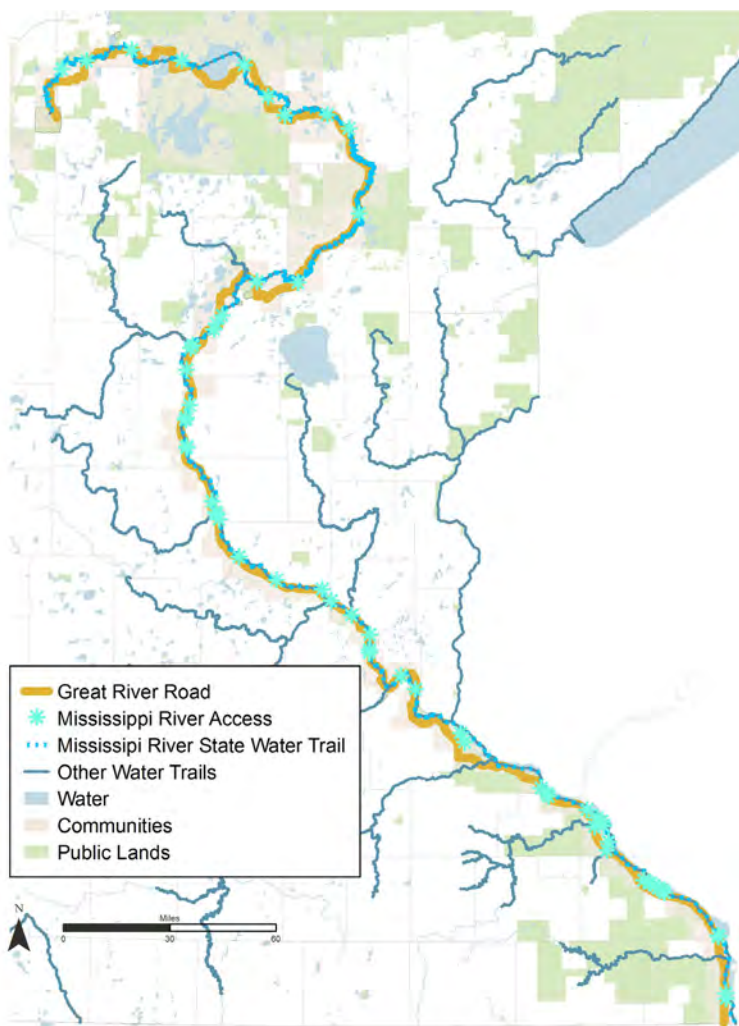 Great River Road
Mississippi River Access
Mississipi River State Water Trail
Other Water Trails
Water
Communities
Public Lands
N
Miles
0 30 60